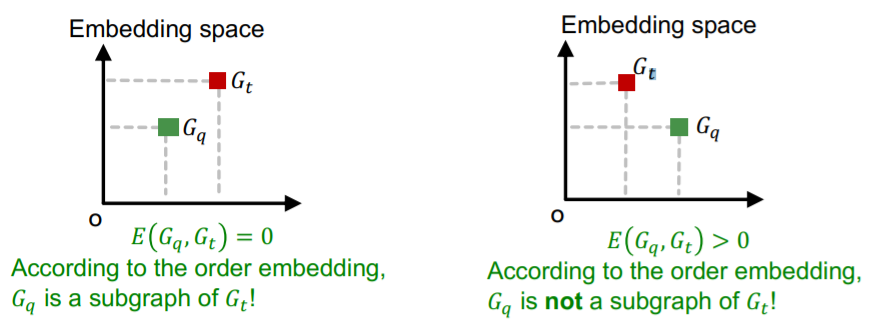 Embedding space
G_t
G_q
O
E(G_q, G_t) = 0
According to the order embedding,
G_q is a subgraph of G_t!
Embedding space
G_t
G_q
O
E(G_q, G_t) > 0
According to the order embedding,
G_q is not a subgraph of G_t!